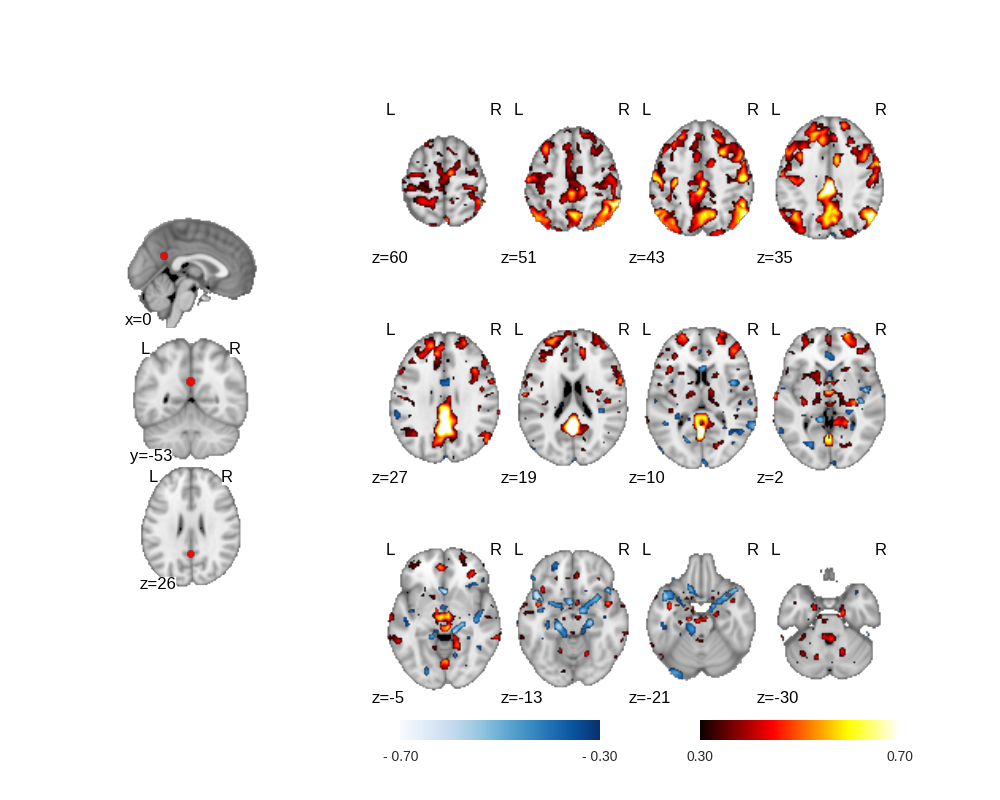 x=0
L R
y=-53
L R
z=26
L R L R L R L R
z=60 z=51 z=43 z=35
L R L R L R L R
z=27 z=19 z=10 z=2
L R L R L R L R
z=-5 z=-13 z=-21 z=-30
- 0.70 - 0.30 0.30 0.70